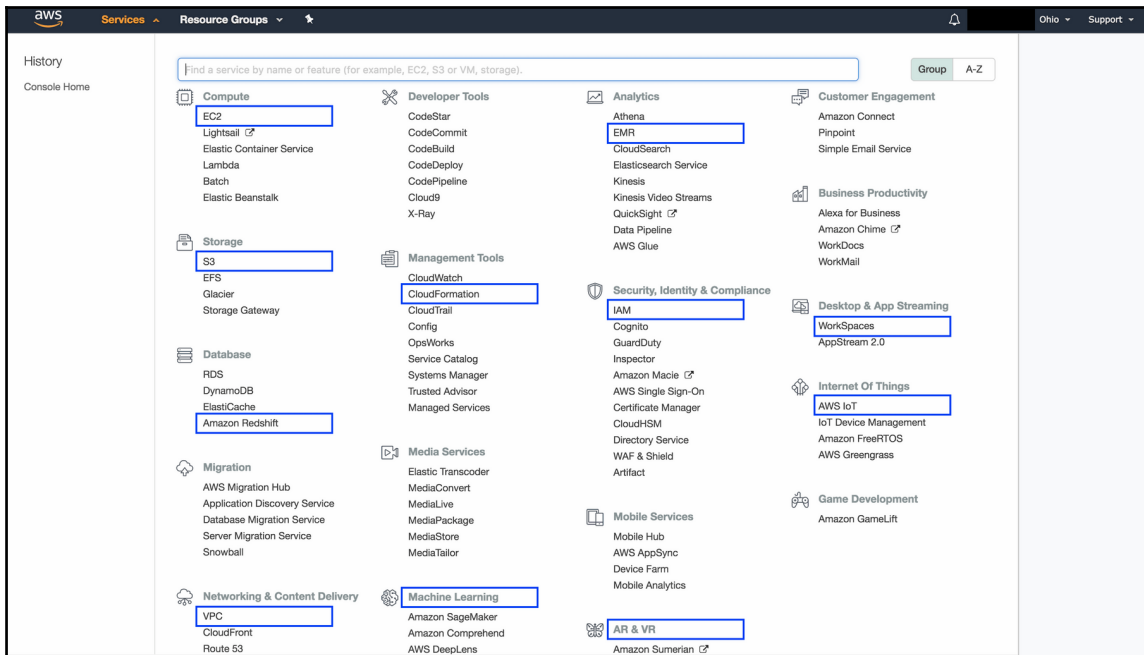 aws
Services
Resource Groups
Ohio
Support
History
Console Home
Find a service by name or feature (for example, EC2, S3 or VM, storage).
Group
A-Z
Compute
EC2
Lightsail
Elastic Container Service
Lambda
Batch
Elastic Beanstalk
Storage
S3
EFS
Glacier
Storage Gateway
Database
RDS
DynamoDB
ElastiCache
Amazon Redshift
Migration
AWS Migration Hub
Application Discovery Service
Database Migration Service
Server Migration Service
Snowball
Networking & Content Delivery
VPC
CloudFront
Route 53
Developer Tools
CodeStar
CodeCommit
CodeBuild
CodeDeploy
CodePipeline
Cloud9
X-Ray
Management Tools
CloudWatch
CloudFormation
CloudTrail
Config
OpsWorks
Service Catalog
Systems Manager
Trusted Advisor
Managed Services
Media Services
Elastic Transcoder
MediaConvert
MediaLive
MediaPackage
MediaStore
MediaTailor
Machine Learning
Amazon SageMaker
Amazon Comprehend
AWS DeepLens
Analytics
Athena
EMR
CloudSearch
Elasticsearch Service
Kinesis
Kinesis Video Streams
QuickSight
Data Pipeline
AWS Glue
Security, Identity & Compliance
IAM
Cognito
GuardDuty
Inspector
Amazon Macie
AWS Single Sign-On
Certificate Manager
CloudHSM
Directory Service
WAF & Shield
Artifact
Mobile Services
Mobile Hub
AWS AppSync
Device Farm
Mobile Analytics
AR & VR
Amazon Sumerian
Customer Engagement
Amazon Connect
Pinpoint
Simple Email Service
Business Productivity
Alexa for Business
Amazon Chime
WorkDocs
WorkMail
Desktop & App Streaming
WorkSpaces
AppStream 2.0
Internet Of Things
AWS IoT
IoT Device Management
Amazon FreeRTOS
AWS Greengrass
Game Development
Amazon GameLift